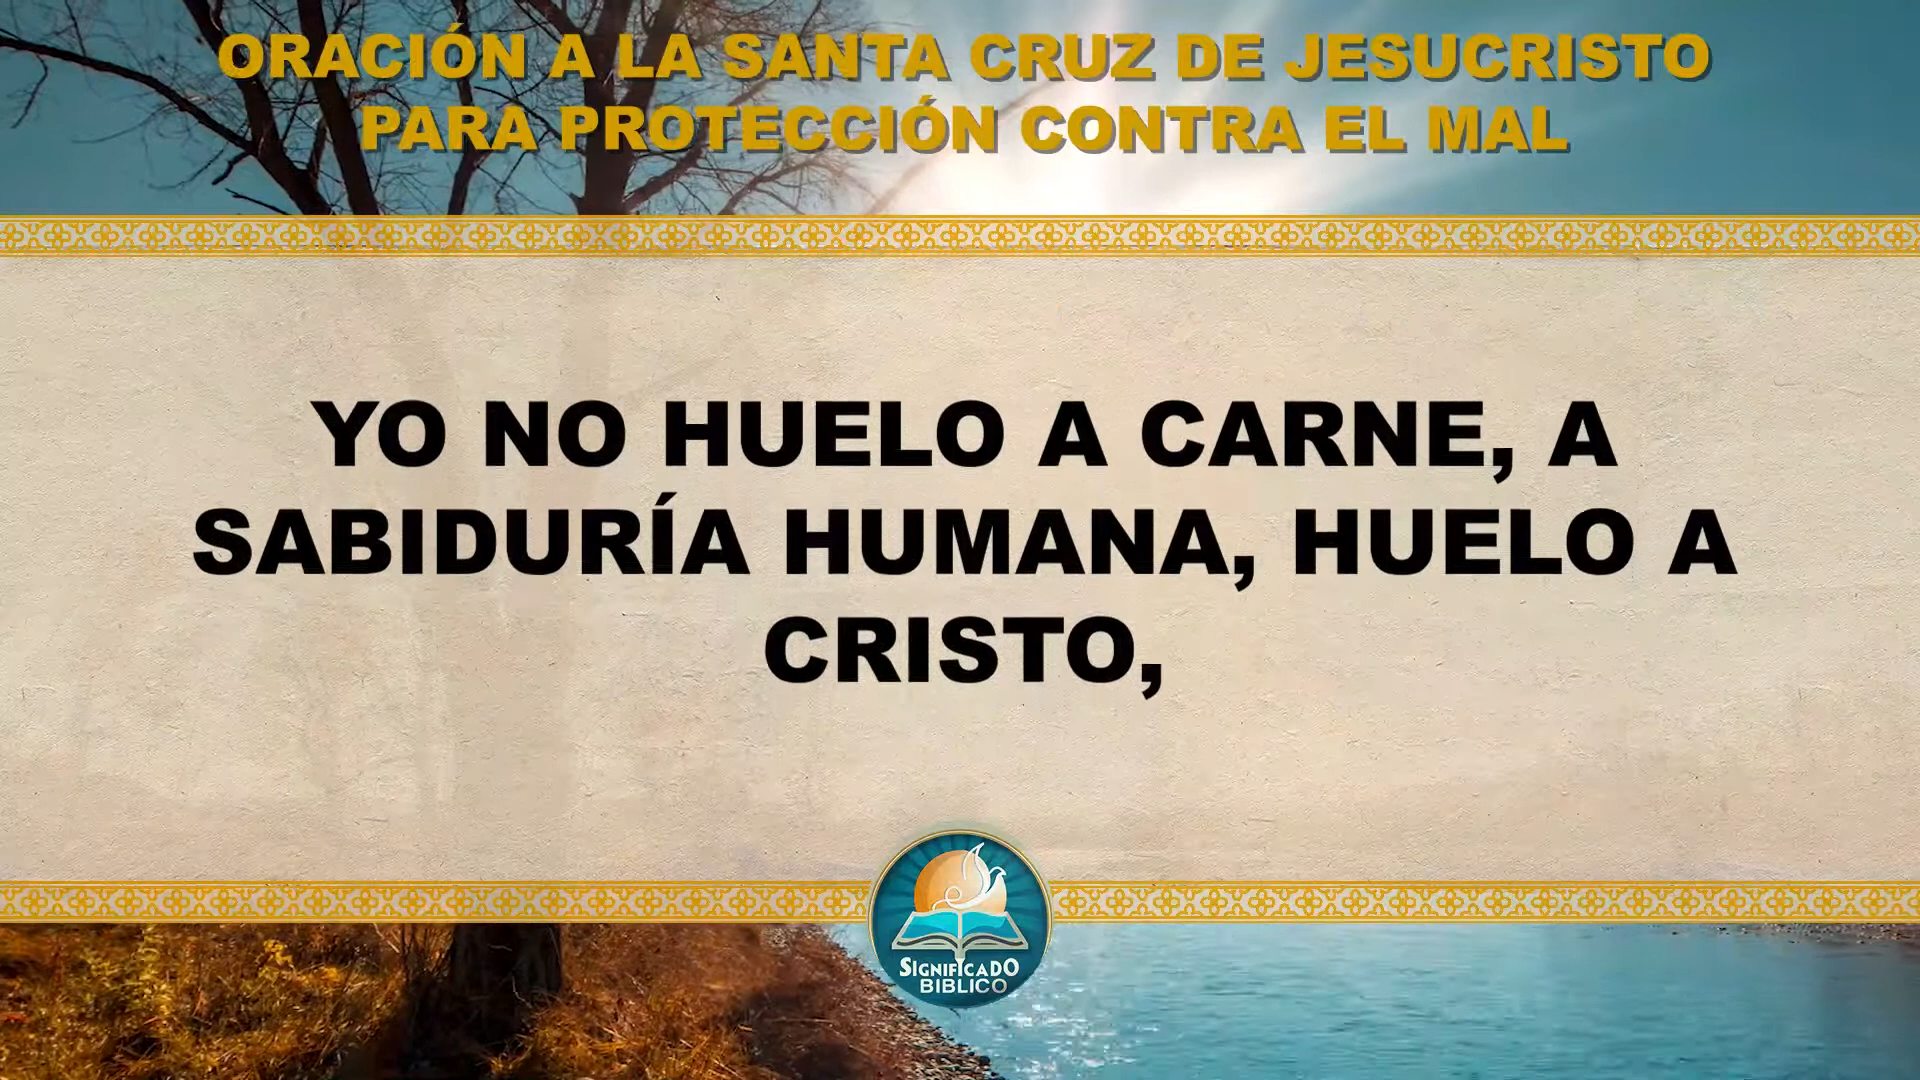 ORACIÓN A LA SANTA CRUZ DE JESUCRISTO
PARA PROTECCIÓN CONTRA EL MAL
YO NO HUELO A CARNE, A
SABIDURÍA HUMANA, HUELO A
CRISTO,
SIGNIFICADO
BIBLICO